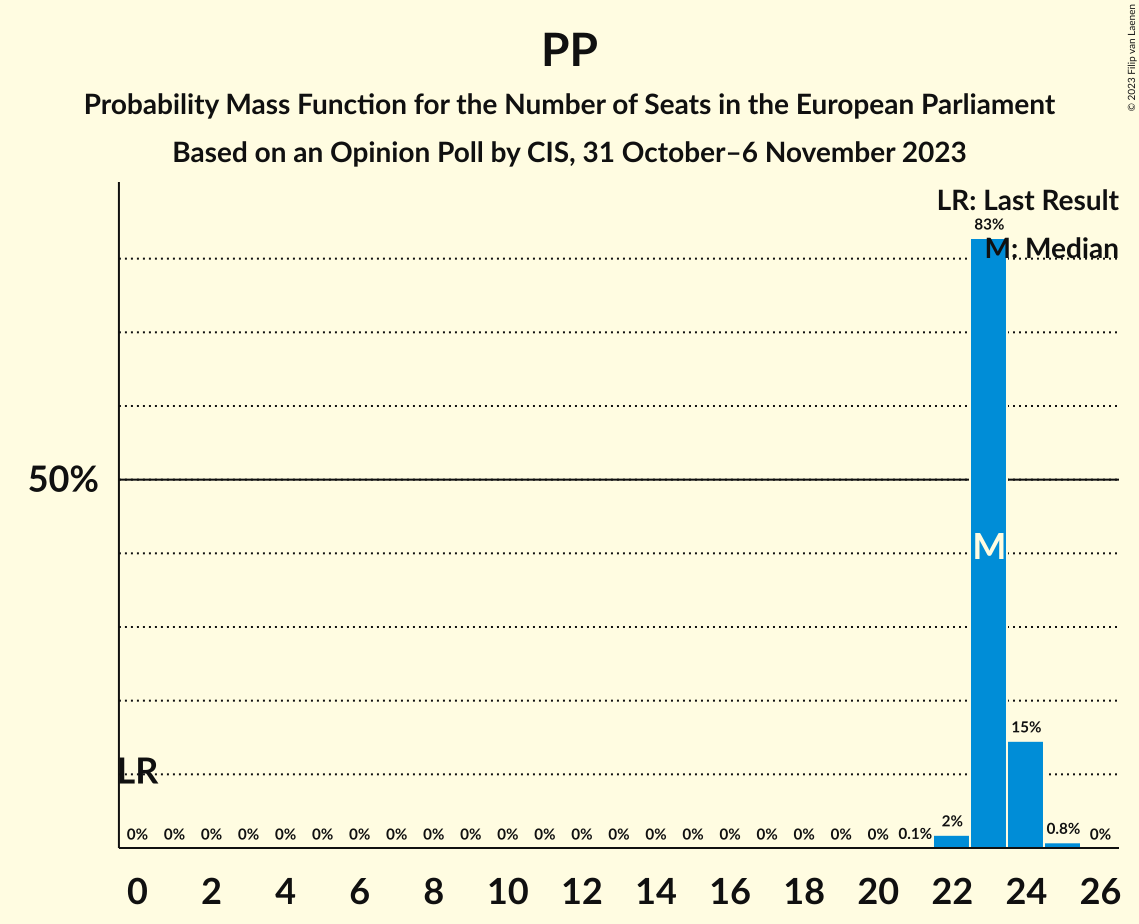 PP
Probability Mass Function for the Number of Seats in the European Parliament
Based on an Opinion Poll by CIS, 31 October–6 November 2023
© 2023 Filip van Laenen
LR: Last Result
M: Median
83%
50%
M
15%
LR
0% 0% 0% 0% 0% 0% 0% 0% 0% 0% 0% 0% 0% 0% 0% 0% 0% 0% 0% 0% 0% 0.1% 2% 0.8% 0%
0 2 4 6 8 10 12 14 16 18 20 22 24 26